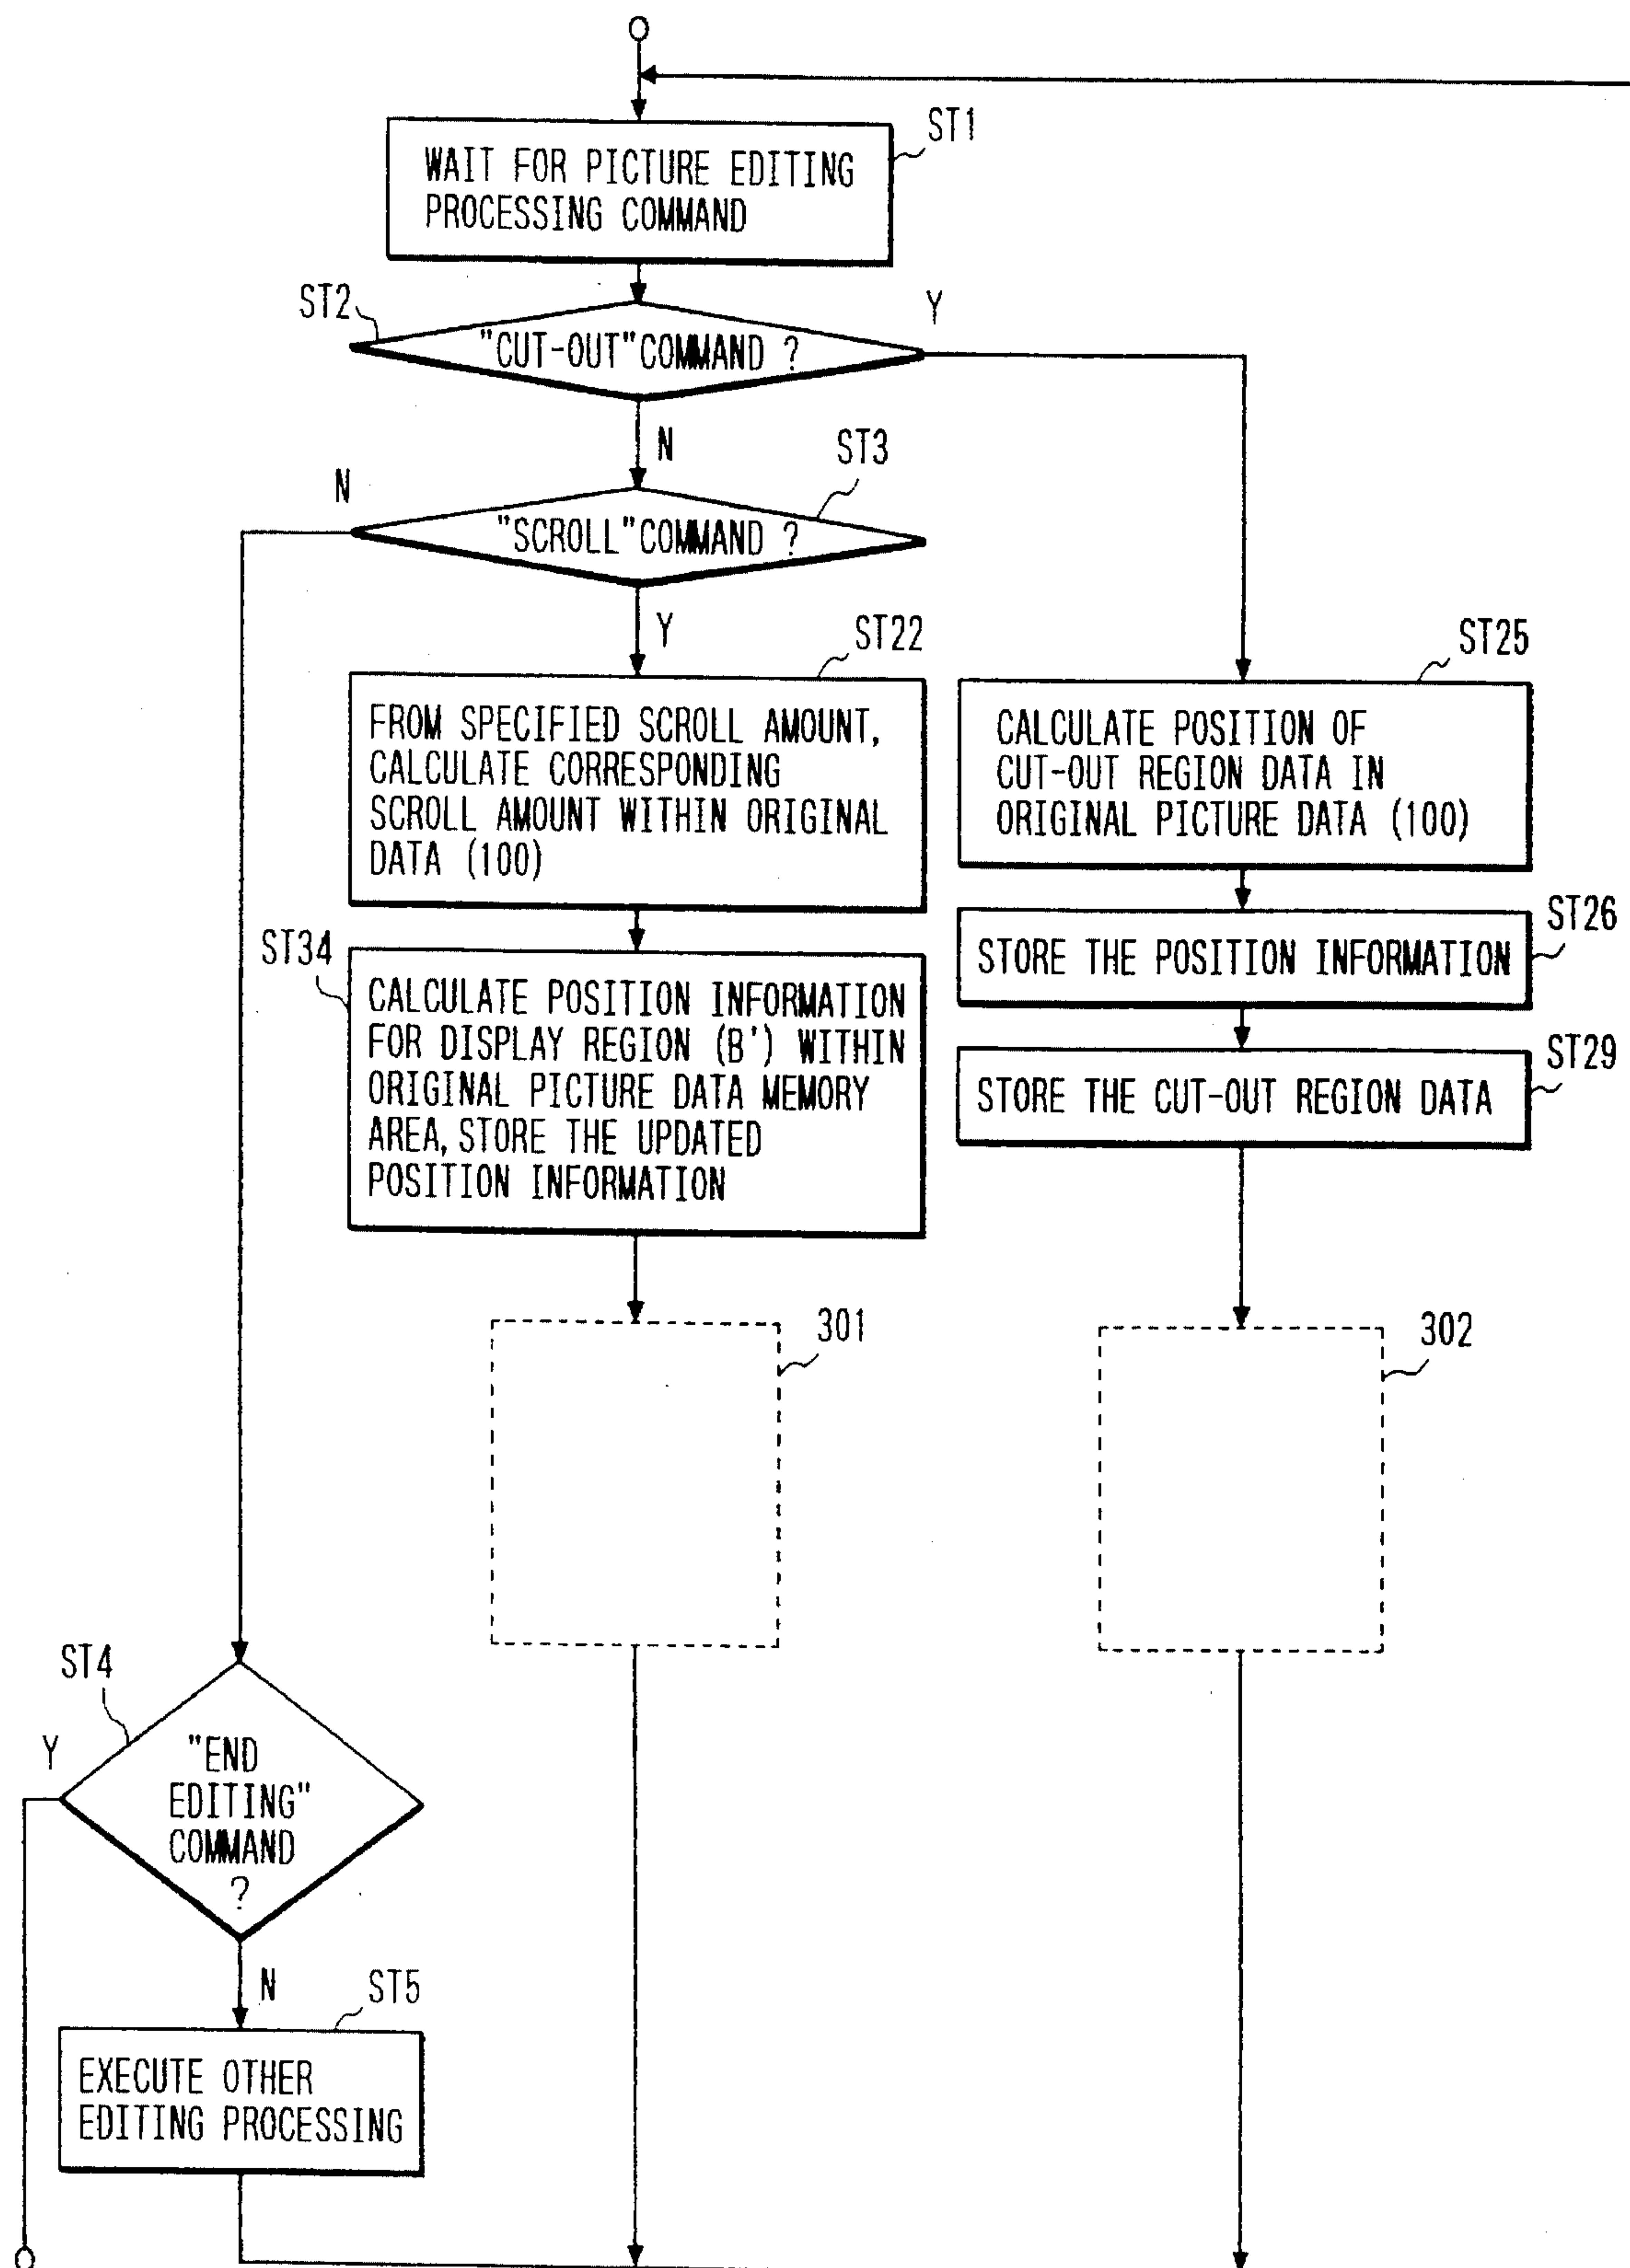 ST1
WAIT FOR PICTURE EDITING
PROCESSING COMMAND
ST2
Y
"CUT-OUT"COMMAND ?
N
ST3
N
"SCROLL"COMMAND ?
Y
ST22
ST25
FROM SPECIFIED SCROLL AMOUNT,
CALCULATE CORRESPONDING
SCROLL AMOUNT WITHIN ORIGINAL
DATA (100)
CALCULATE POSITION OF
CUT-OUT REGION DATA IN
ORIGINAL PICTURE DATA (100)
ST26
STORE THE POSITION INFORMATION
ST34
CALCULATE POSITION INFORMATION
FOR DISPLAY REGION (B') WITHIN
ORIGINAL PICTURE DATA MEMORY
AREA, STORE THE UPDATED
POSITION INFORMATION
ST29
STORE THE CUT-OUT REGION DATA
301
302
ST4
Y
"END
EDITING"
COMMAND
?
N
ST5
EXECUTE OTHER
EDITING PROCESSING